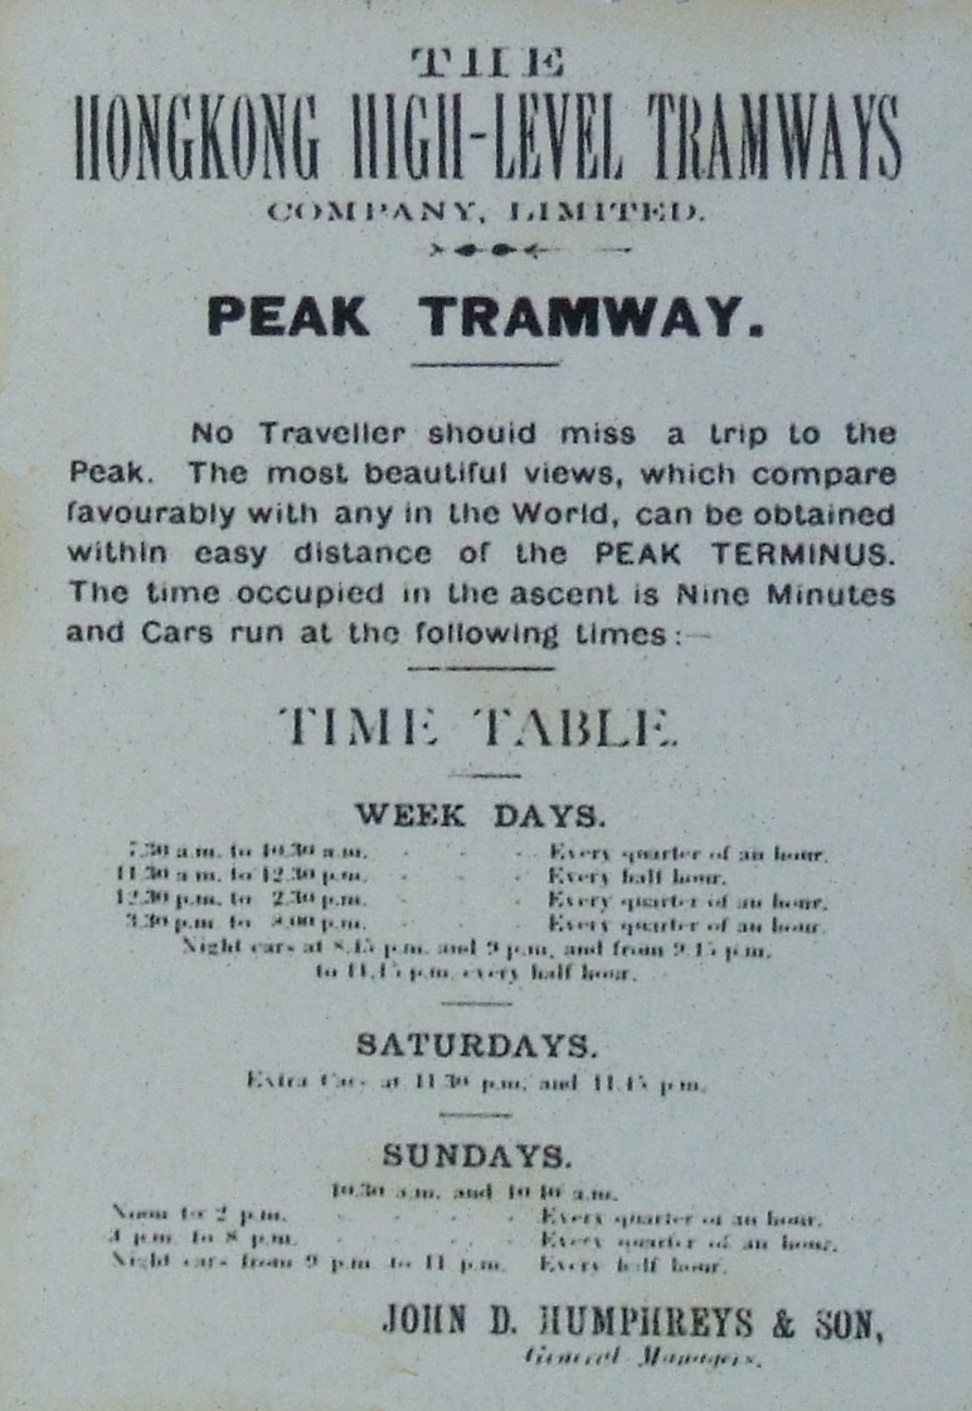 THE
HONGKONG HIGH-LEVEL TRAMWAYS
COMPANY, LIMITED.
PEAK TRAMWAY.
No Traveller should miss a trip to the
Peak. The most beautiful views, which compare
favourably with any in the World, can be obtained
within easy distance of the PEAK TERMINUS.
The time occupied in the ascent is Nine Minutes
and Cars run at the following times:—
TIME TABLE.
WEEK DAYS.
7.30 a.m. to 10.30 a.m. - - - Every quarter of an hour.
11.30 a.m. to 12.30 p.m. - - - Every half hour.
12.30 p.m. to 2.30 p.m. - - - Every quarter of an hour.
3.30 p.m. to 8.00 p.m. - - - Every quarter of an hour.
Night cars at 8.45 p.m. and 9 p.m. and from 9.45 p.m.
to 11.15 p.m. every half hour.
SATURDAYS.
Extra Cars at 11.30 p.m. and 11.45 p.m.
SUNDAYS.
10.30 a.m. and 10.40 a.m.
Noon to 2 p.m. - - - - Every quarter of an hour.
4 p.m. to 8 p.m. - - - - Every quarter of an hour.
Night cars from 9 p.m. to 11 p.m. Every half hour.
JOHN D. HUMPHREYS & SON,
General Managers.